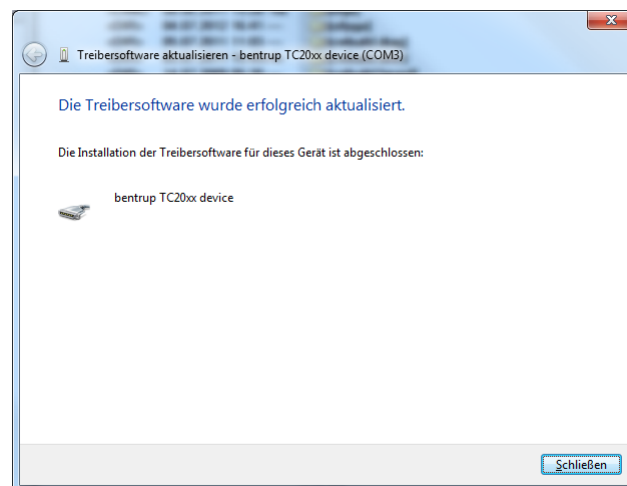 Treibersoftware aktualisieren - bentrup TC20xx device (COM3)
Die Treibersoftware wurde erfolgreich aktualisiert.
Die Installation der Treibersoftware für dieses Gerät ist abgeschlossen:
bentrup TC20xx device
Schließen